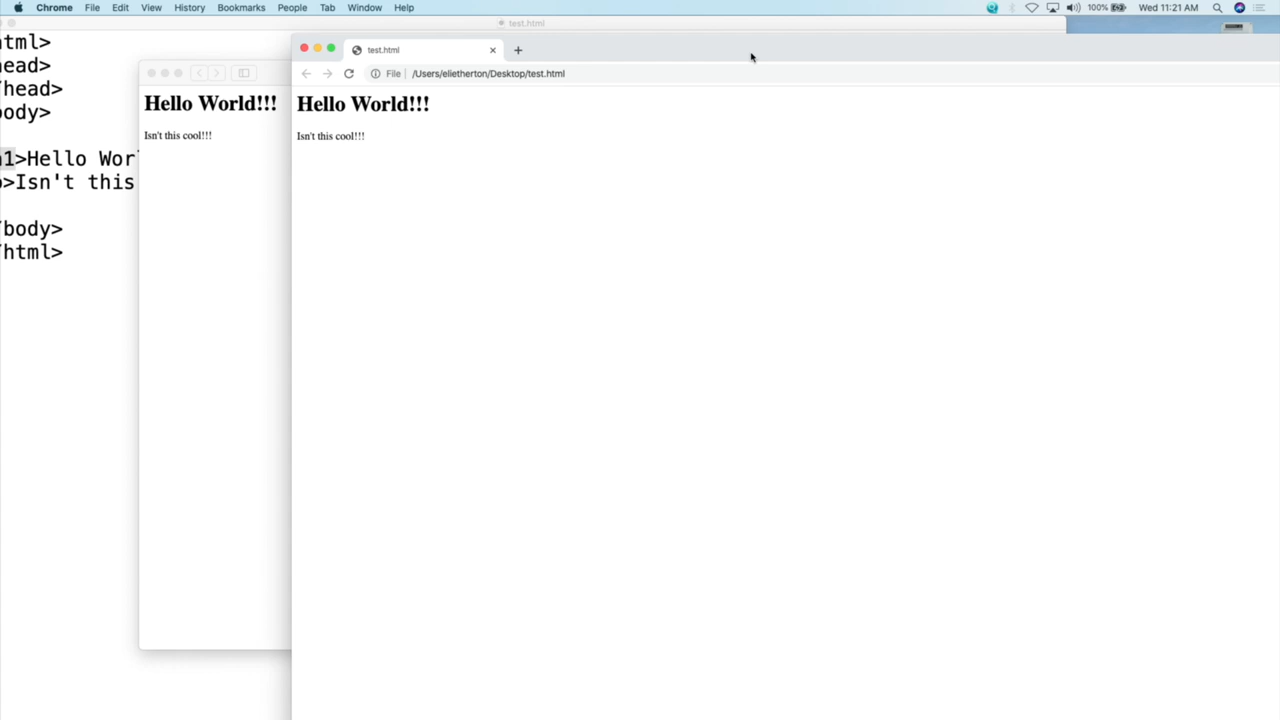 Chrome File Edit View History Bookmarks People Tab Window Help 100% Wed 11:21 AM
test.html
tml>
ead>
/head>
ody>
1>Hello Wor
>Isn't this
/body>
/html>
Hello World!!!
Isn't this cool!!!
test.html
File /Users/elietherton/Desktop/test.html
Hello World!!!
Isn't this cool!!!